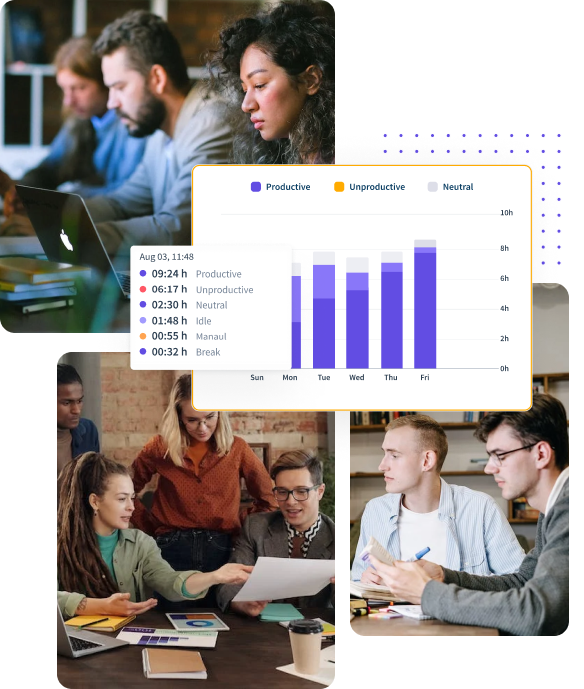 Productive Unproductive Neutral
10h
8h
6h
4h
2h
0h
Sun Mon Tue Wed Thu Fri
Aug 03, 11:48
09:24 h Productive
06:17 h Unproductive
02:30 h Neutral
01:48 h Idle
00:55 h Manaul
00:32 h Break